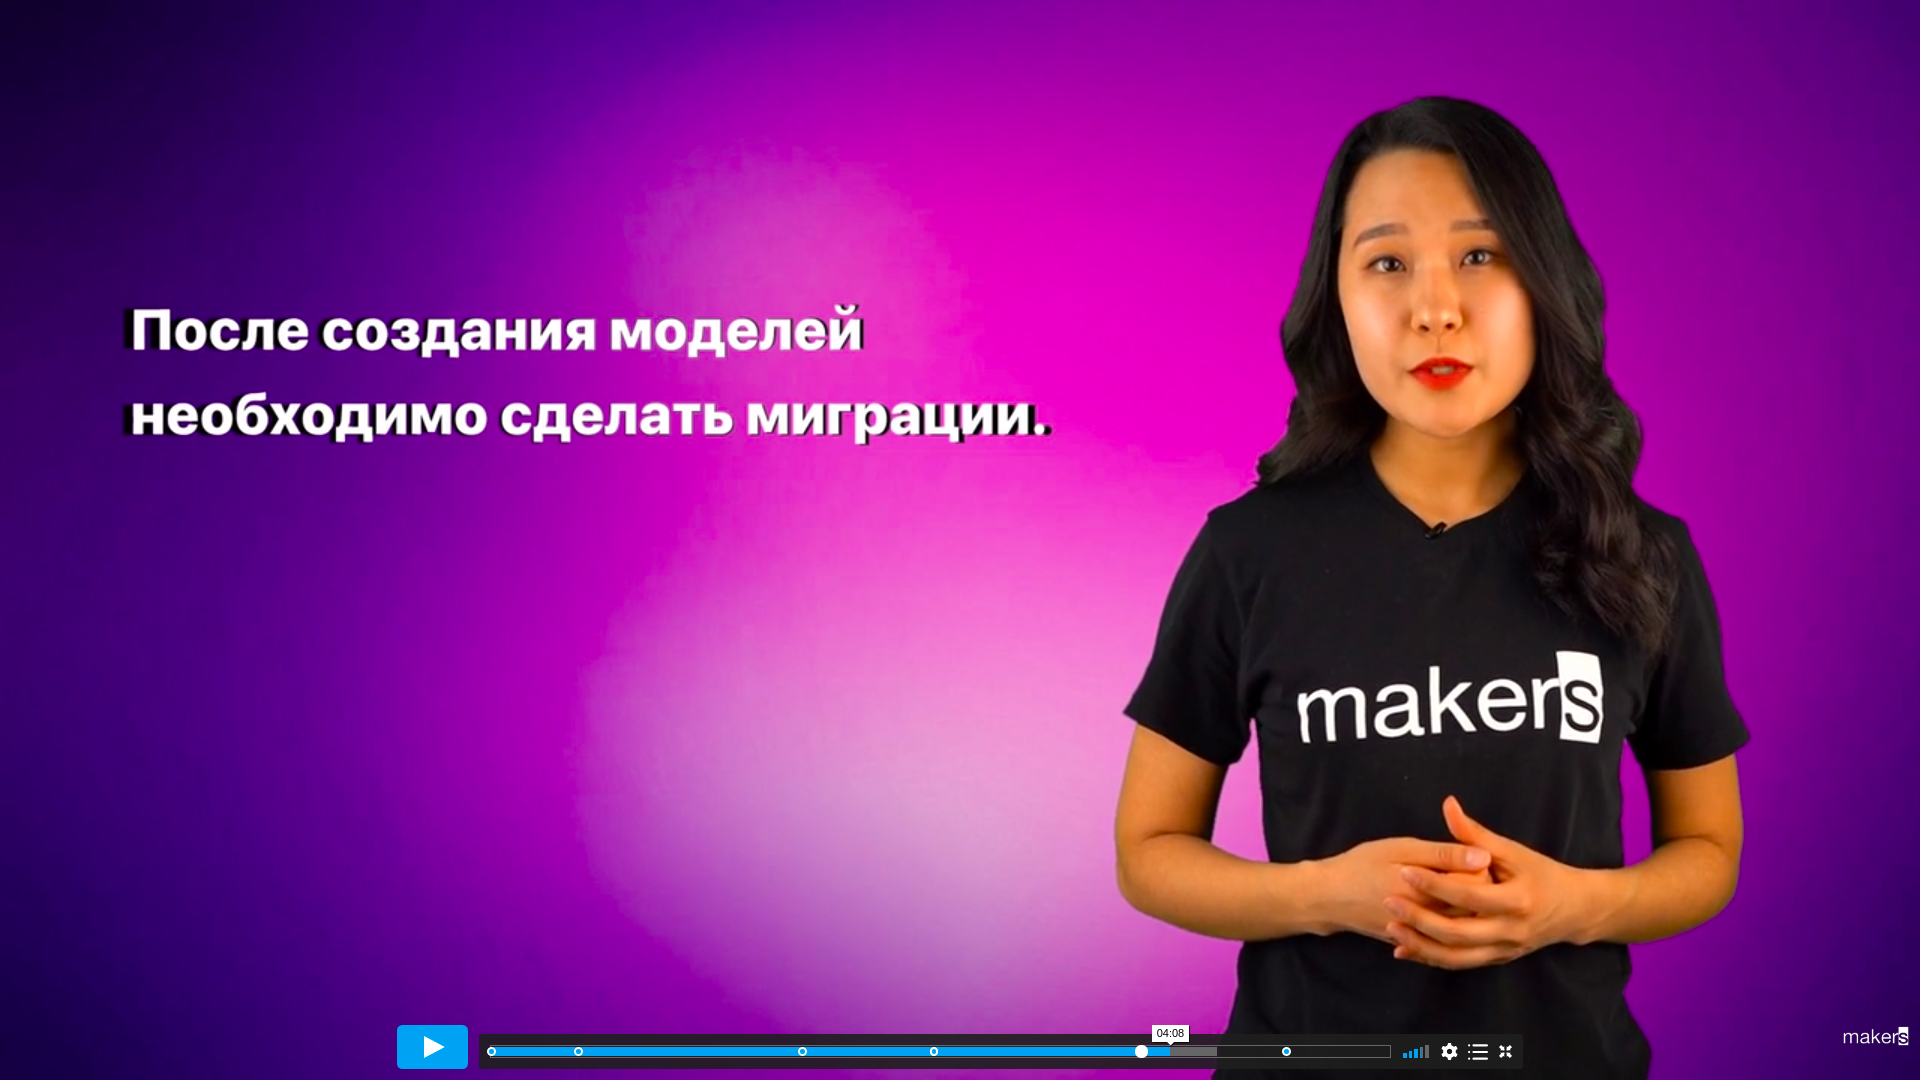 После создания моделей
необходимо сделать миграции.
makers
04:08
makers